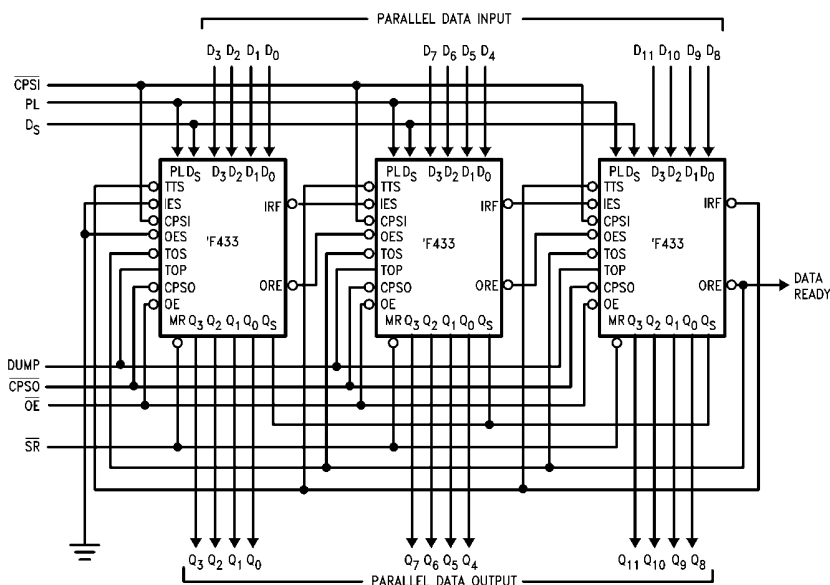 PARALLEL DATA INPUT
D3 D2 D1 D0 D7 D6 D5 D4 D11 D10 D9 D8
CPSI
PL
DS
PL DS D3 D2 D1 D0 PL DS D3 D2 D1 D0 PL DS D3 D2 D1 D0
TTS TTS TTS
IES IRF IES IRF IES IRF
CPSI CPSI CPSI
OES 'F433 OES 'F433 OES 'F433
TOS TOS TOS
TOP TOP TOP
CPSO ORE CPSO ORE CPSO ORE DATA
READY
OE OE OE
MR Q3 Q2 Q1 Q0 QS MR Q3 Q2 Q1 Q0 QS MR Q3 Q2 Q1 Q0 QS
DUMP
CPSO
OE
SR
Q3 Q2 Q1 Q0 Q7 Q6 Q5 Q4 Q11 Q10 Q9 Q8
PARALLEL DATA OUTPUT